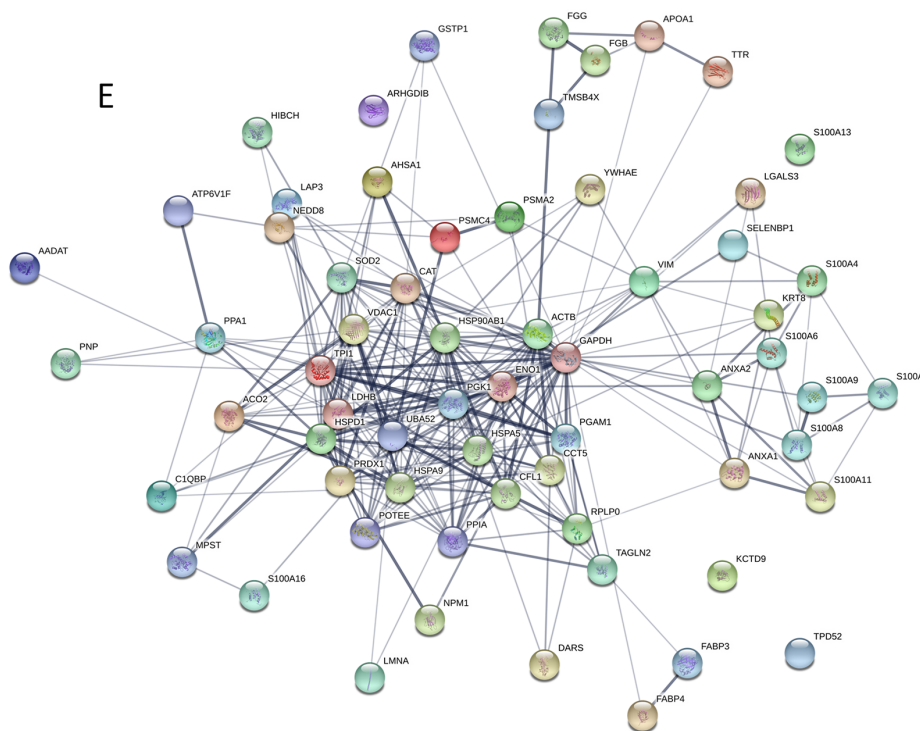 FGG
APOA1
GSTP1
FGB
TTR
E
ARHGDIB
TMSB4X
HIBCH
S100A13
AHSA1
LGALS3
LAP3
YWHAE
ATP6V1F
PSMA2
NEDD8
PSMC4
SELENBP1
AADAT
SOD2
CAT
VIM
S100A4
KRT8
VDAC1
HSP90AB1
ACTB
PPA1
GAPDH
S100A6
PNP
TPI1
ENO1
ANXA2
S100A9
S100A
LDHB
PGK1
ACO2
HSPD1
UBA52
PGAM1
S100A8
HSPA5
CCT5
PRDX1
ANXA1
C1QBP
HSPA9
CFL1
S100A11
POTEE
PPIA
RPLP0
MPST
TAGLN2
KCTD9
S100A16
NPM1
LMNA
DARS
FABP3
TPD52
FABP4